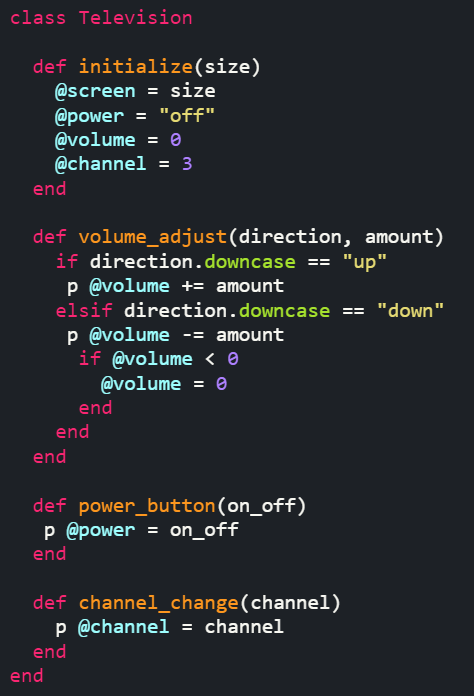 class Television

  def initialize(size)
    @screen = size
    @power = "off"
    @volume = 0
    @channel = 3
  end

  def volume_adjust(direction, amount)
    if direction.downcase == "up"
     p @volume += amount
    elsif direction.downcase == "down"
     p @volume -= amount
      if @volume < 0
        @volume = 0
      end
    end
  end

  def power_button(on_off)
   p @power = on_off
  end

  def channel_change(channel)
    p @channel = channel
  end
end